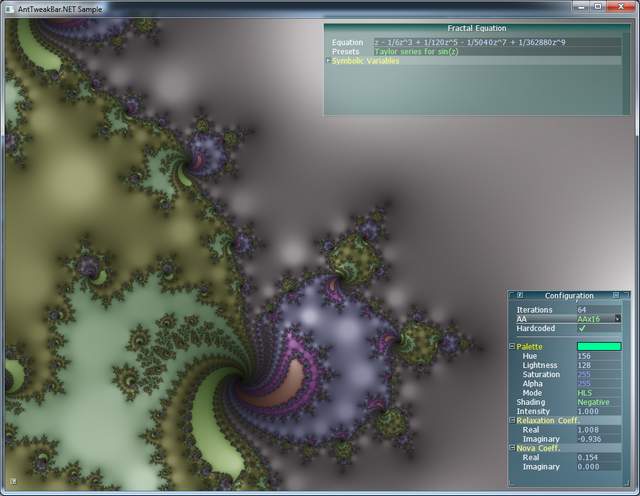 AntTweakBar.NET Sample
Fractal Equation
Equation z - 1/6z^3 + 1/120z^5 - 1/5040z^7 + 1/362880z^9
Presets Taylor series for sin(z)
Symbolic Variables
Configuration
Iterations 64
AA AAx16
Hardcoded
Palette
Hue 156
Lightness 128
Saturation 255
Alpha 255
Mode HLS
Shading Negative
Intensity 1.000
Relaxation Coeff.
Real 1.008
Imaginary -0.936
Nova Coeff.
Real 0.154
Imaginary 0.000